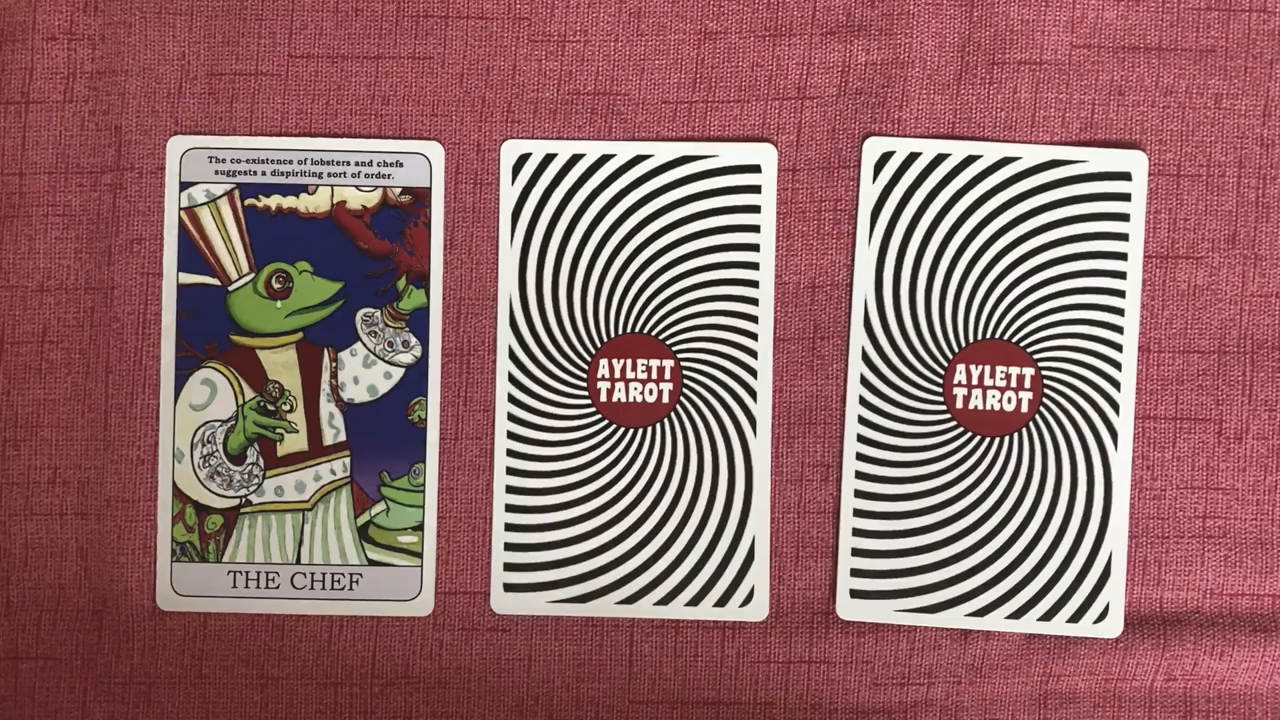 The co-existence of lobsters and chefs
suggests a dispiriting sort of order.
THE CHEF
AYLETT
TAROT
AYLETT
TAROT